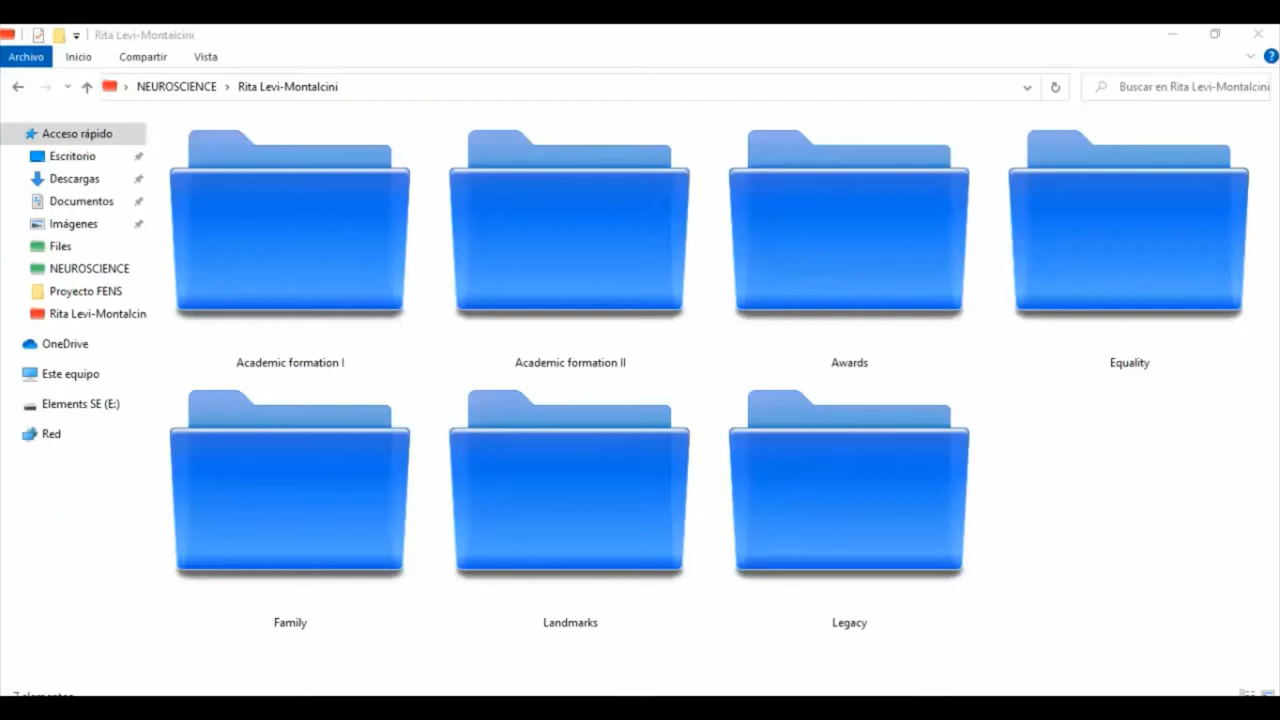 Rita Levi-Montalcini
Archivo Inicio Compartir Vista
NEUROSCIENCE › Rita Levi-Montalcini
Buscar en Rita Levi-Montalcini
Acceso rápido
Escritorio
Descargas
Documentos
Imágenes
Files
NEUROSCIENCE
Proyecto FENS
Rita Levi-Montalcin
OneDrive
Este equipo
Elements SE (E:)
Red
Academic formation I
Academic formation II
Awards
Equality
Family
Landmarks
Legacy
7 elementos